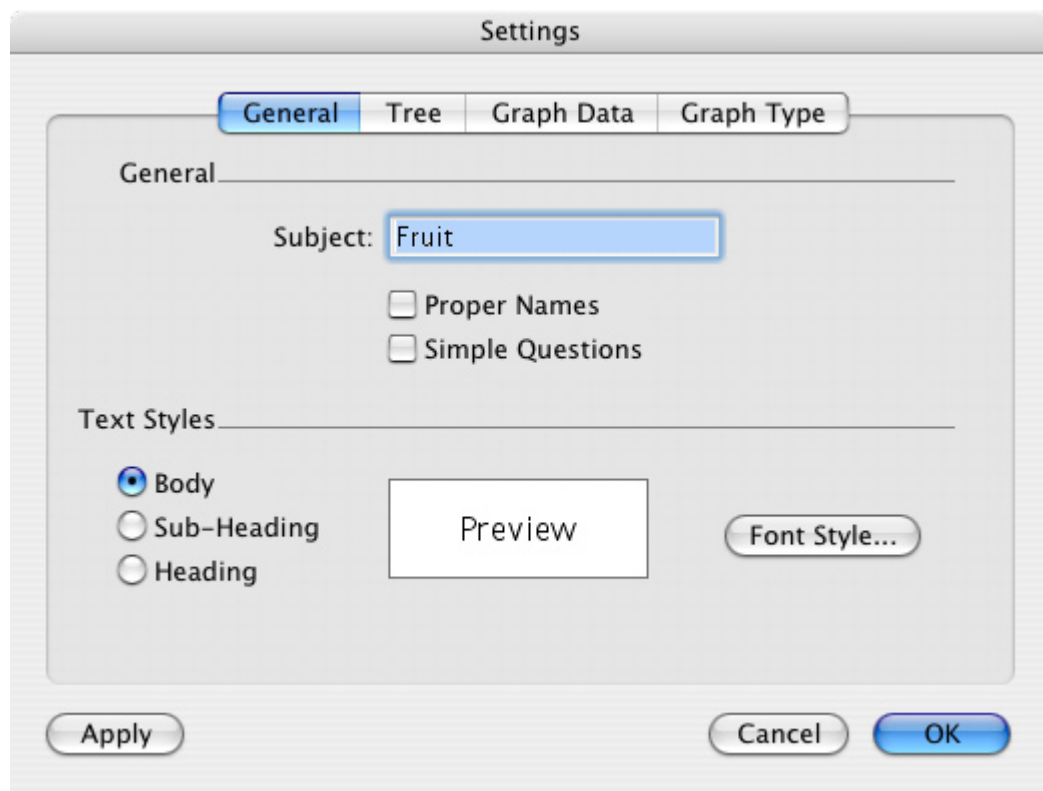 Settings
General Tree Graph Data Graph Type
General
Subject: Fruit
Proper Names
Simple Questions
Text Styles
Body
Sub-Heading
Heading
Preview
Font Style...
Apply Cancel OK